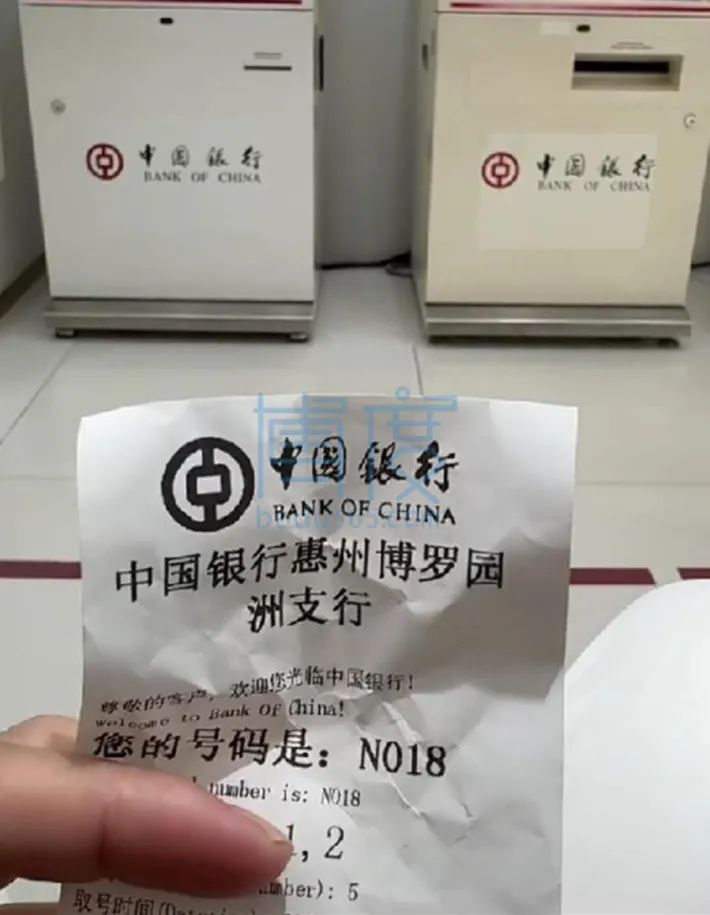 中国银行
BANK OF CHINA
中国银行
BANK OF CHINA
博度
中国银行
BANK OF CHINA
中国银行惠州博罗园
洲支行
尊敬的客户，欢迎您光临中国银行!
Welcome to Bank Of China!
您的号码是: N018
number is: N018
1,2
umber): 5
取号时间(Dat